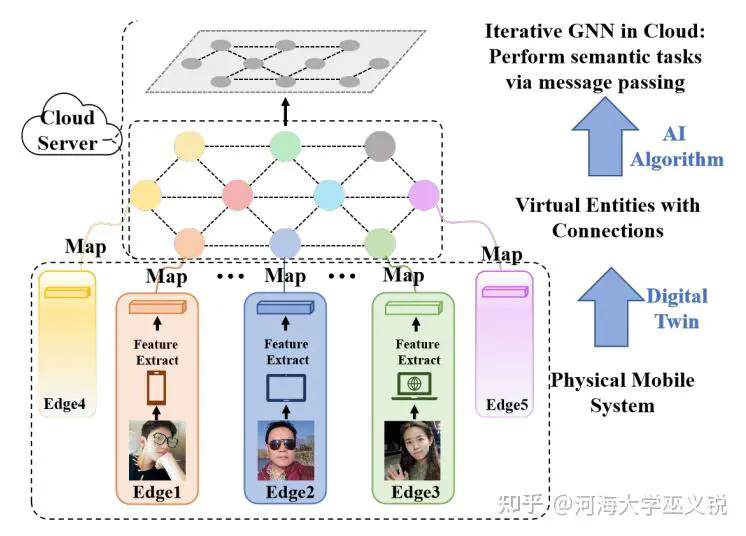 Iterative GNN in Cloud:
Perform semantic tasks
via message passing
Cloud
Server
AI
Algorithm
Virtual Entities with
Connections
Map
Map
•••
Map
•••
Map
Map
Digital
Twin
Feature
Extract
Feature
Extract
Feature
Extract
Physical Mobile
System
Edge4
Edge5
Edge1
Edge2
Edge3
知乎 @河海大学巫义锐